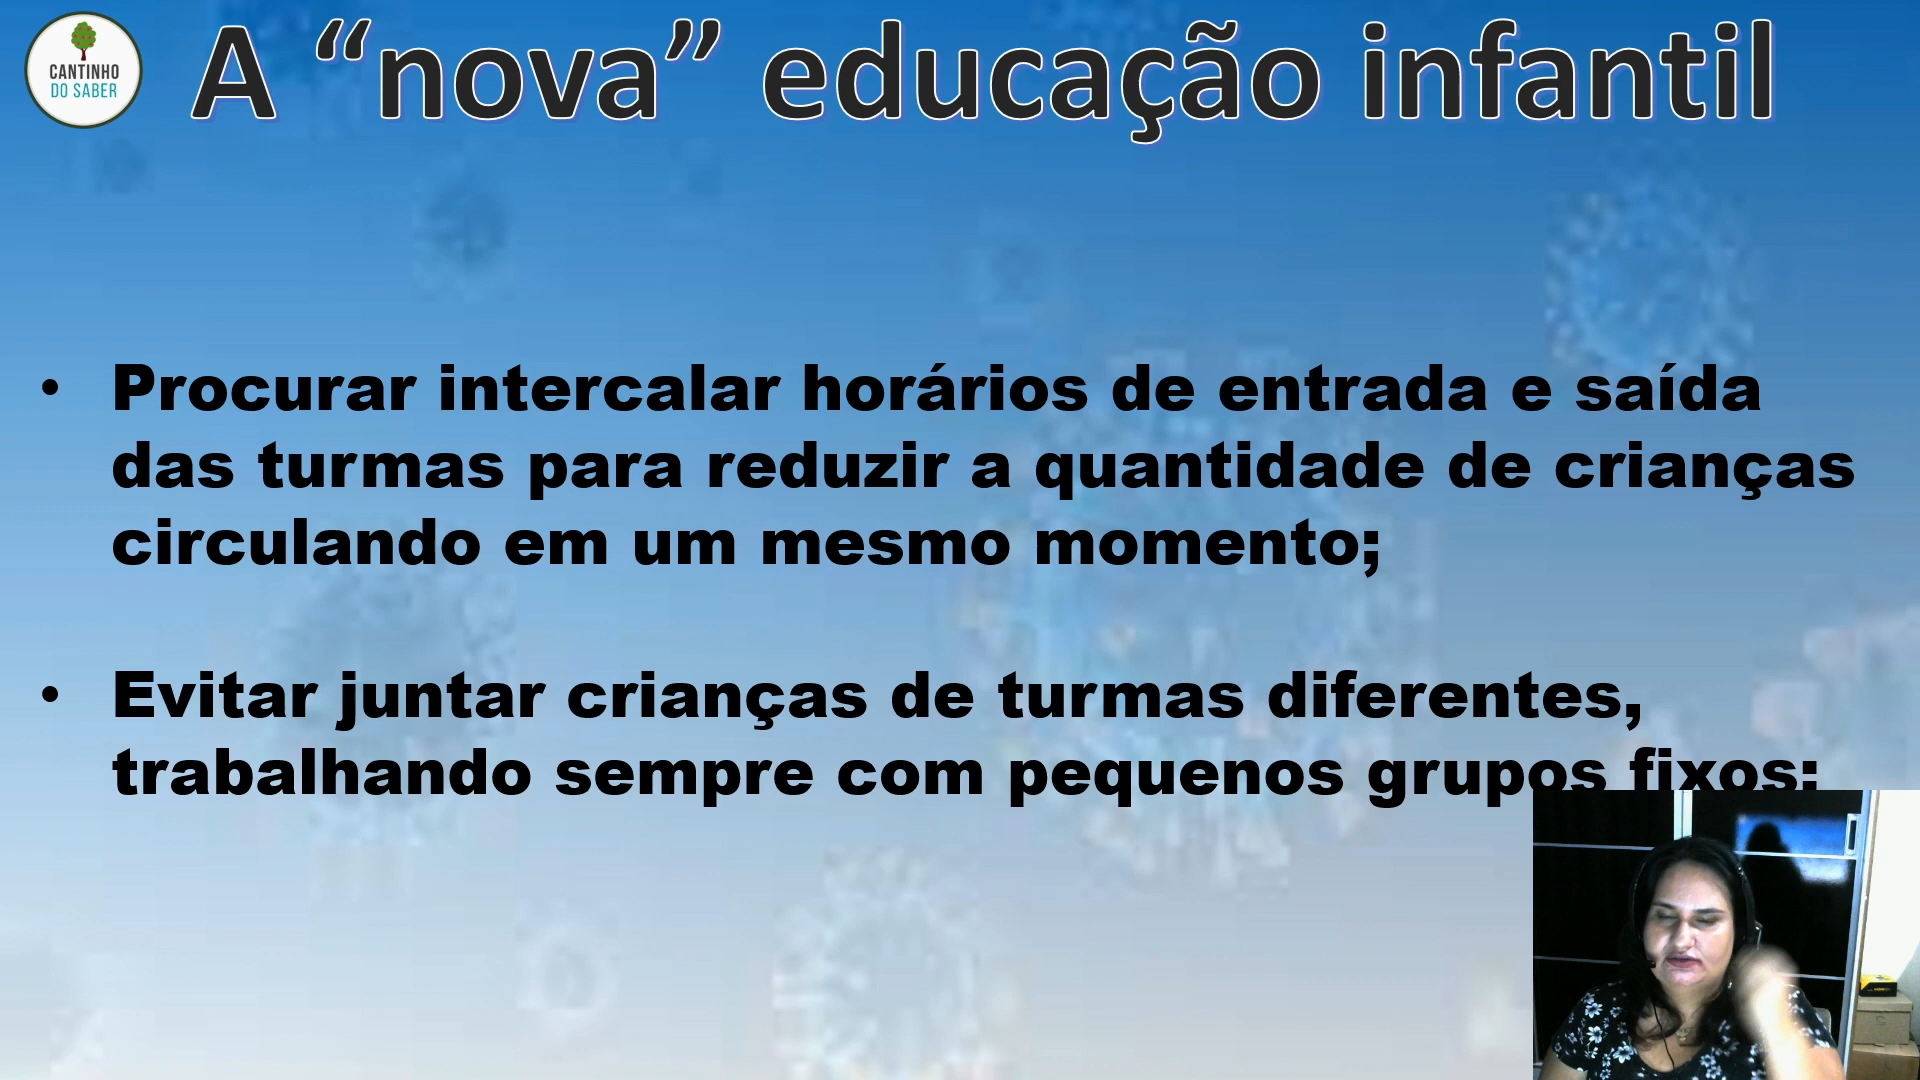 CANTINHO
DO SABER
A “nova” educação infantil
• Procurar intercalar horários de entrada e saída
das turmas para reduzir a quantidade de crianças
circulando em um mesmo momento;
• Evitar juntar crianças de turmas diferentes,
trabalhando sempre com pequenos grupos fixos;